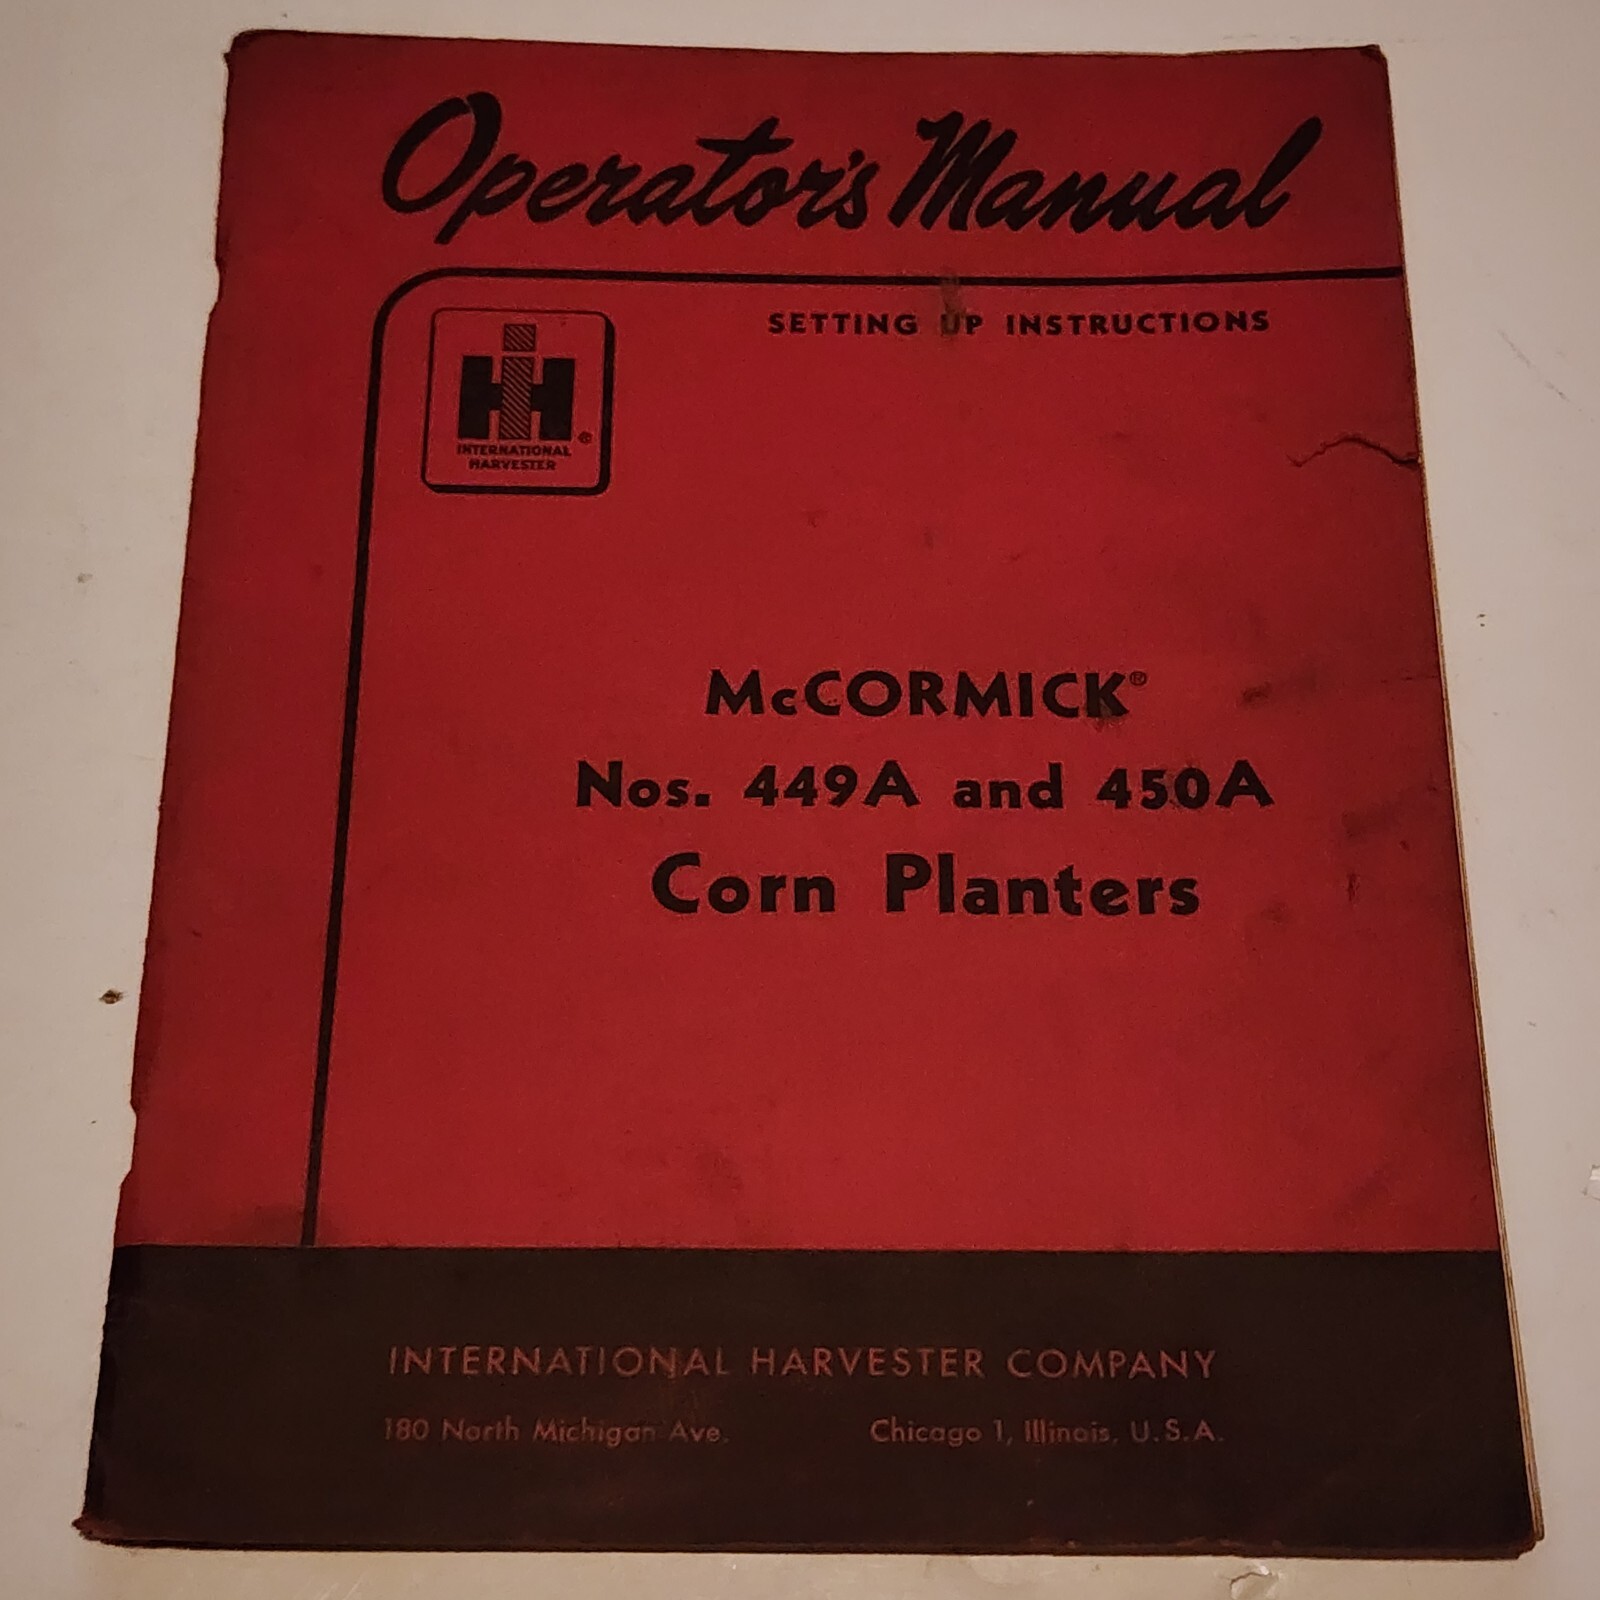 Operator's Manual
SETTING UP INSTRUCTIONS
IH
INTERNATIONAL
HARVESTER ®
McCORMICK®
Nos. 449A and 450A
Corn Planters
INTERNATIONAL HARVESTER COMPANY
180 North Michigan Ave. Chicago 1, Illinois, U.S.A.